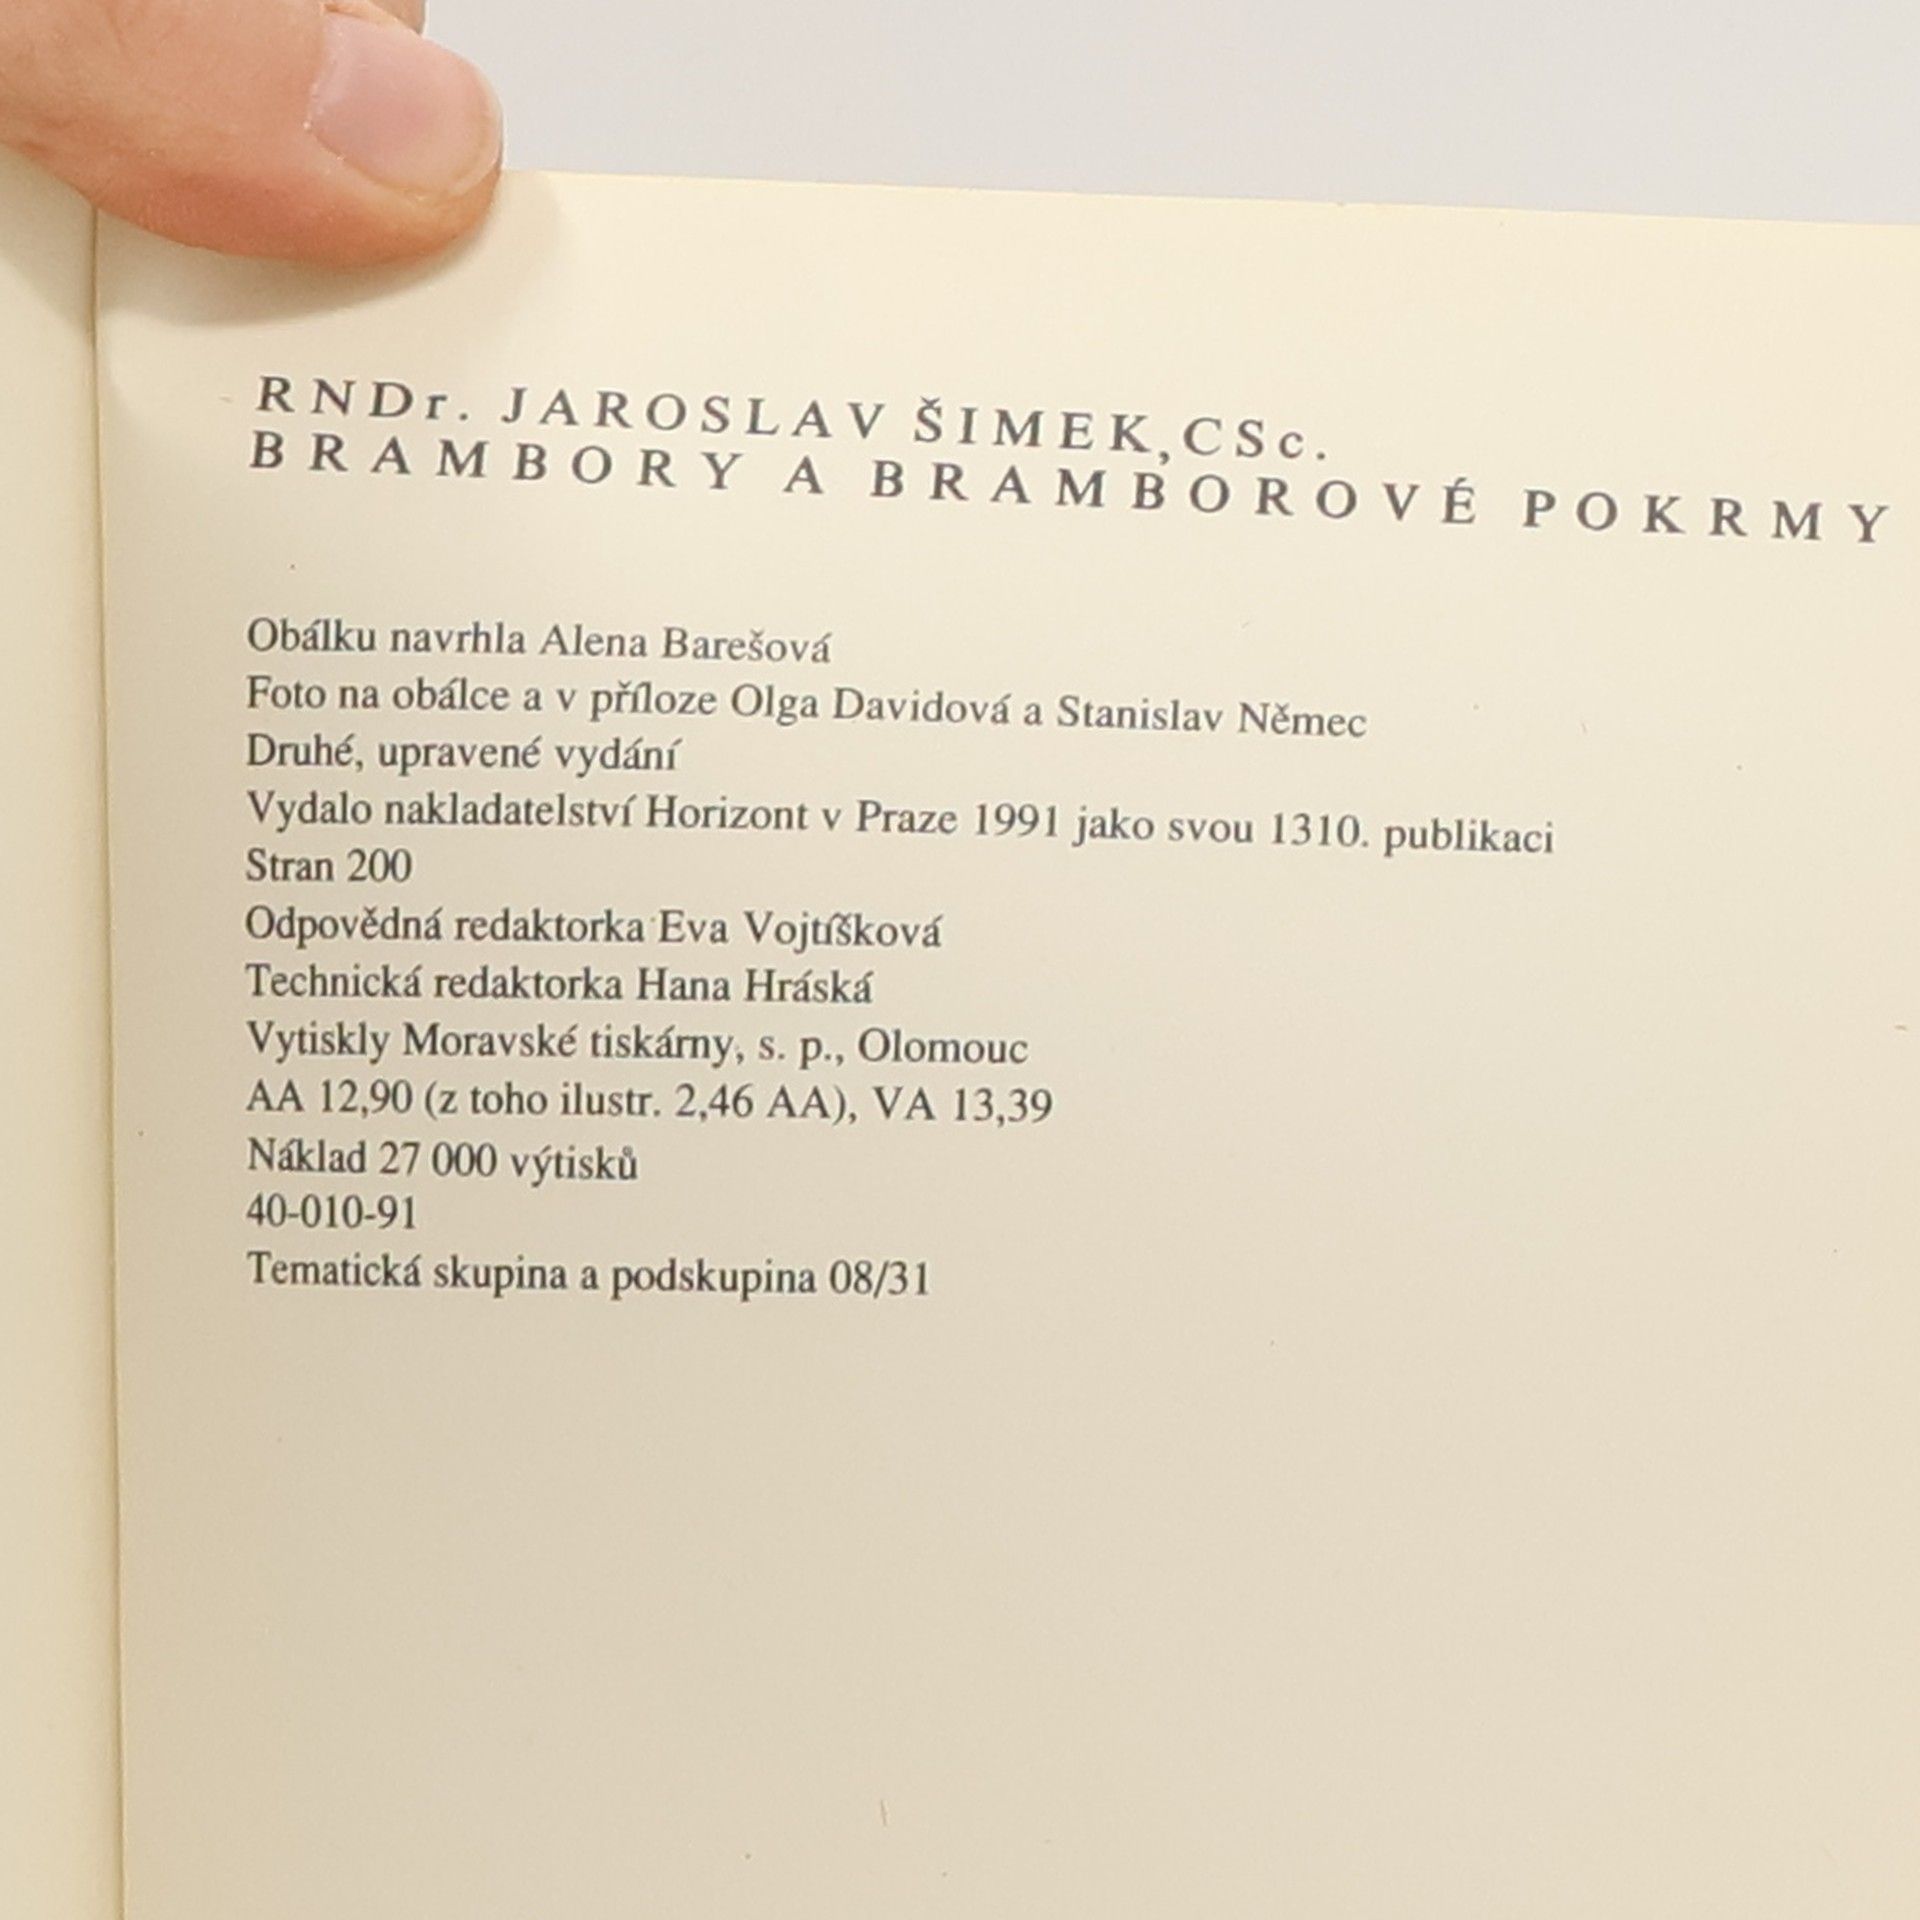 RNDr. JAROSLAV ŠIMEK, CSc.
BRAMBORY A BRAMBOROVÉ POKRMY
Obálku navrhla Alena Barešová
Foto na obálce a v příloze Olga Davidová a Stanislav Němec
Druhé, upravené vydání
Vydalo nakladatelství Horizont v Praze 1991 jako svou 1310. publikaci
Stran 200
Odpovědná redaktorka Eva Vojtíšková
Technická redaktorka Hana Hráská
Vytiskly Moravské tiskárny, s. p., Olomouc
AA 12,90 (z toho ilustr. 2,46 AA), VA 13,39
Náklad 27 000 výtisků
40-010-91
Tematická skupina a podskupina 08/31